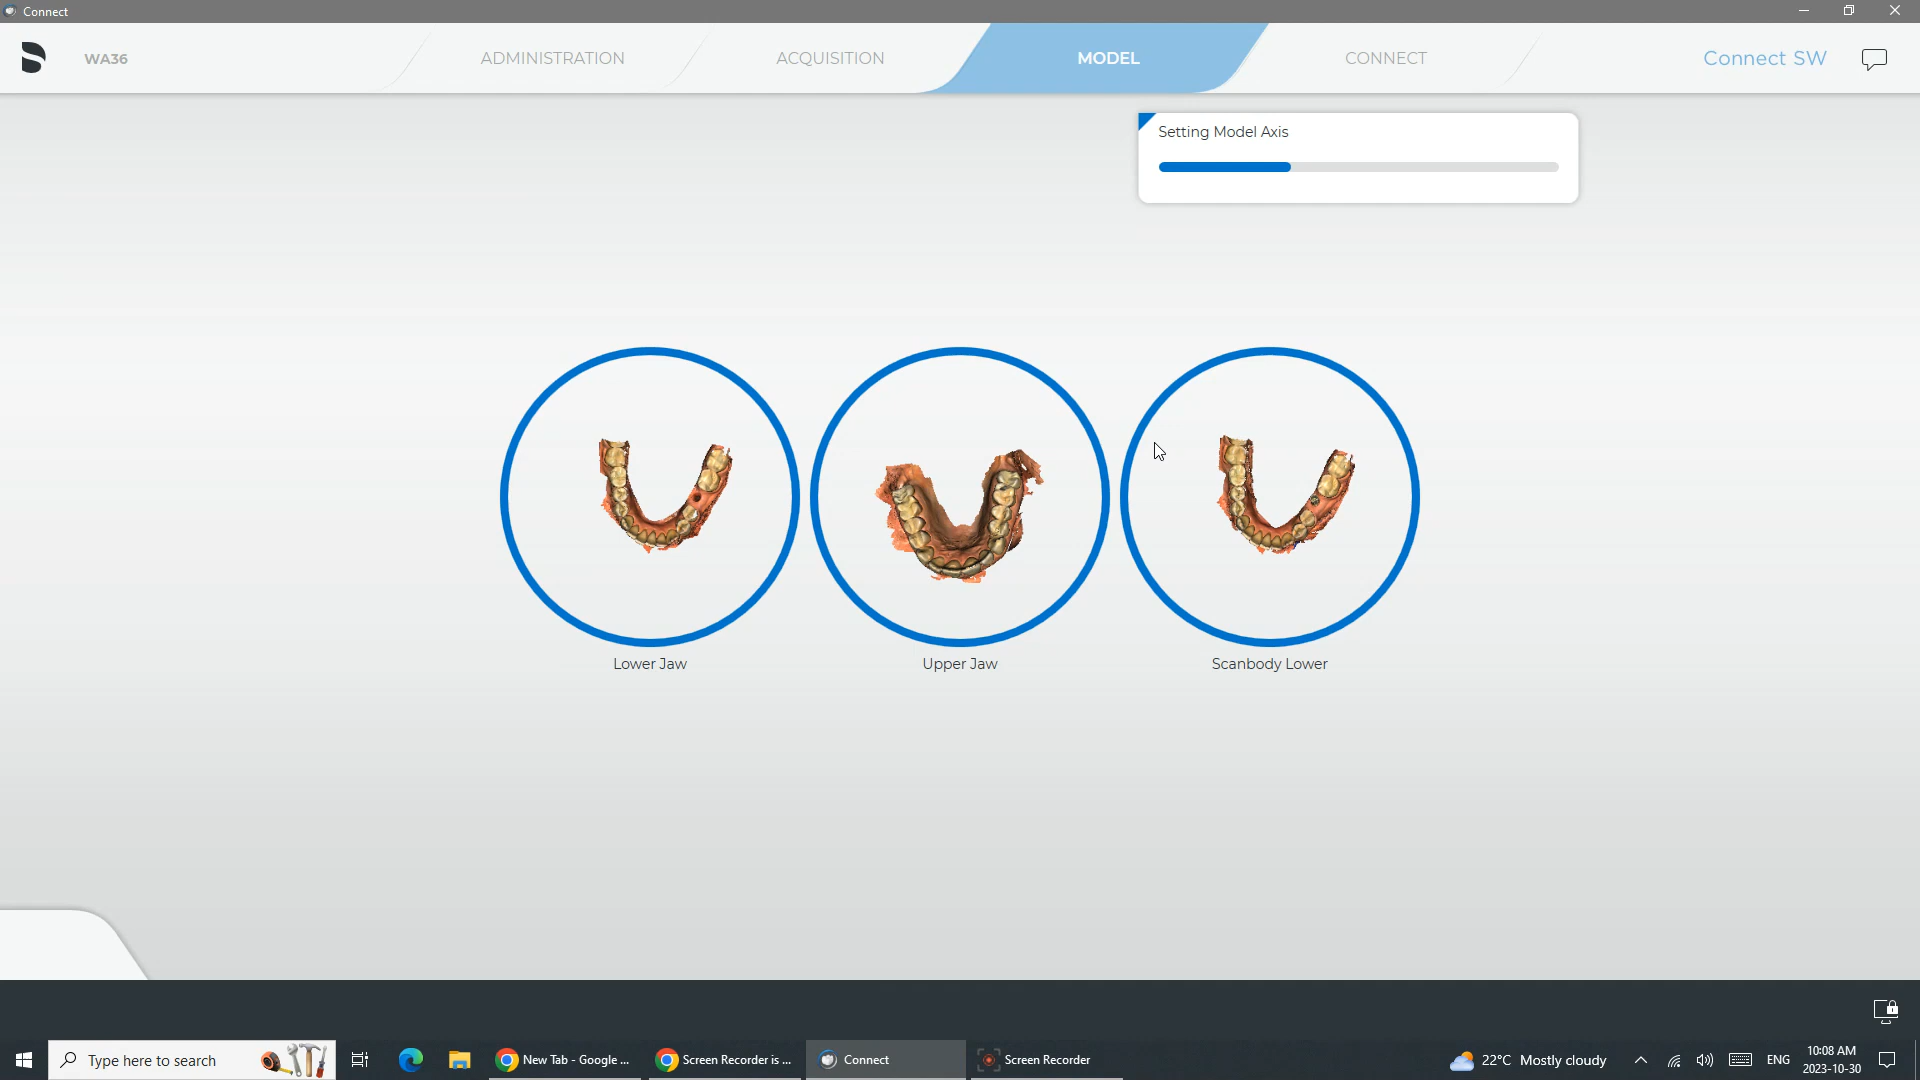 Connect
WA36
ADMINISTRATION
ACQUISITION
MODEL
CONNECT
Connect SW
Setting Model Axis
Lower Jaw
Upper Jaw
Scanbody Lower
Type here to search
New Tab - Google ...
Screen Recorder is ...
Connect
Screen Recorder
22°C Mostly cloudy
ENG
10:08 AM
2023-10-30